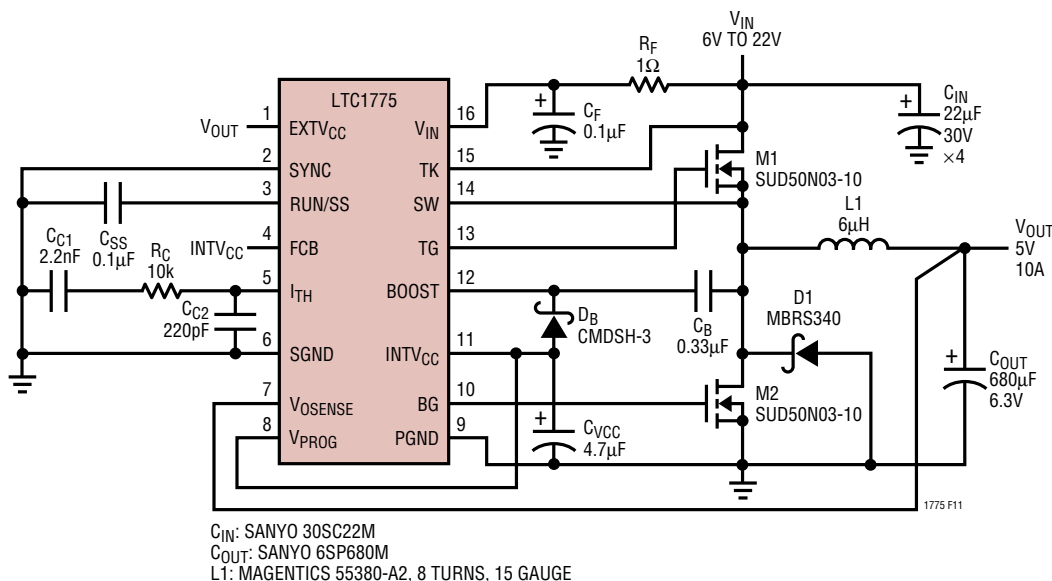 V_IN
6V TO 22V
R_F
1Ω
LTC1775
C_IN
22µF
30V
×4
C_F
0.1µF
V_OUT
1
EXTV_CC
V_IN
16
2
SYNC
TK
15
M1
SUD50N03-10
3
RUN/SS
SW
14
L1
6µH
V_OUT
5V
10A
C_C1
2.2nF
C_SS
0.1µF
R_C
10k
INTV_CC
4
FCB
TG
13
5
I_TH
BOOST
12
C_B
0.33µF
D1
MBRS340
C_C2
220pF
D_B
CMDSH-3
6
SGND
INTV_CC
11
C_OUT
680µF
6.3V
7
V_OSENSE
BG
10
M2
SUD50N03-10
8
V_PROG
PGND
9
C_VCC
4.7µF
+
+
+
+
1775 F11
C_IN: SANYO 30SC22M
C_OUT: SANYO 6SP680M
L1: MAGENTICS 55380-A2, 8 TURNS, 15 GAUGE